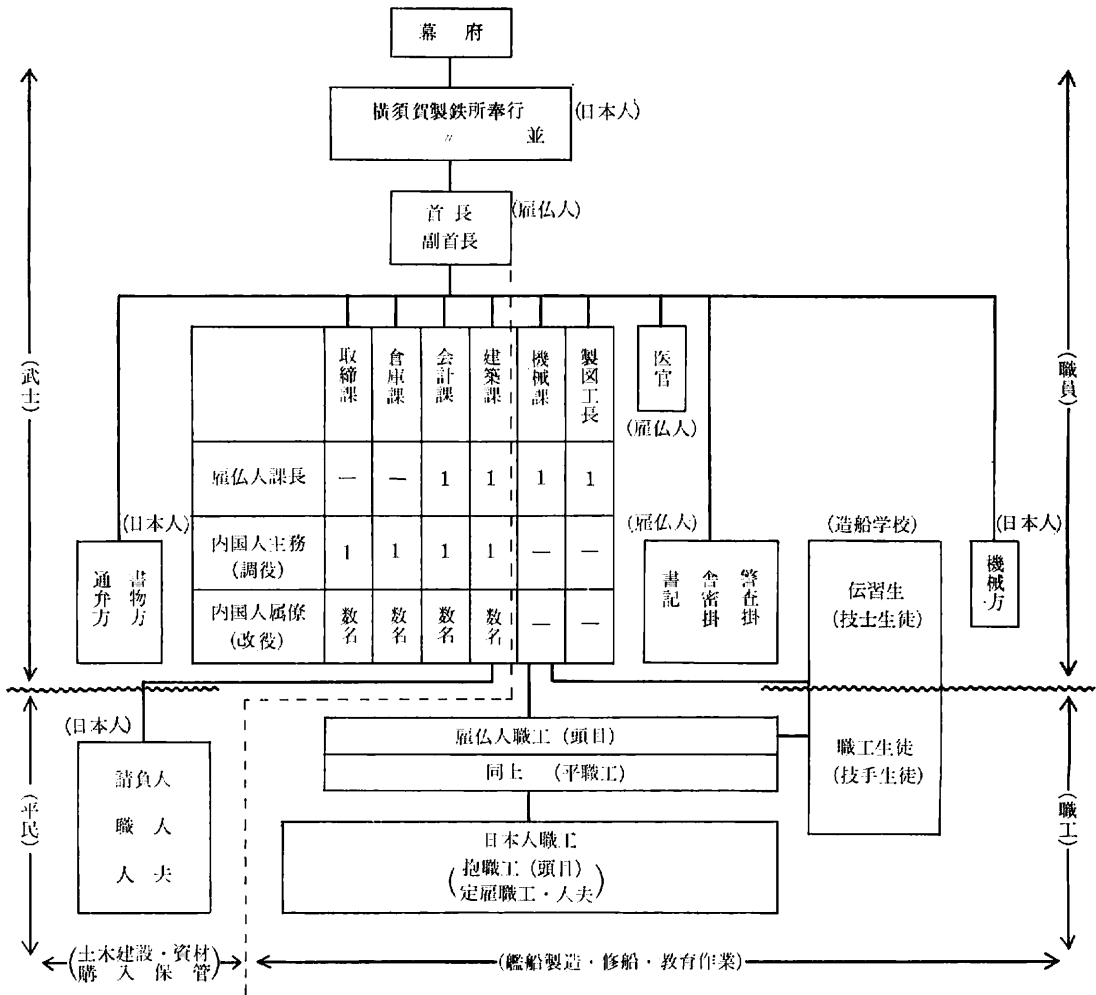 幕府
横須賀製鉄所奉行
〃 並
(日本人)
首長
副首長
(雇仏人)
取締課
倉庫課
会計課
建築課
機械課
製図工長
雇仏人課長 — — 1 1 1 1
内国人主務(調役) 1 1 1 1 — —
内国人属僚(改役) 数名 数名 数名 数名 — —
医官
(雇仏人)
(日本人)
書物方
通弁方
(雇仏人)
警査掛
舎密掛
書記
(造船学校)
伝習生
(技士生徒)
職工生徒
(技手生徒)
(日本人)
機械方
(武士)
(職員)
(平民)
(職工)
(日本人)
請負人
職人
人夫
雇仏人職工(頭目)
同上 (平職工)
日本人職工
(抱職工(頭目)
定雇職工・人夫)
(土木建設・資材
購入保管)
(艦船製造・修船・教育作業)